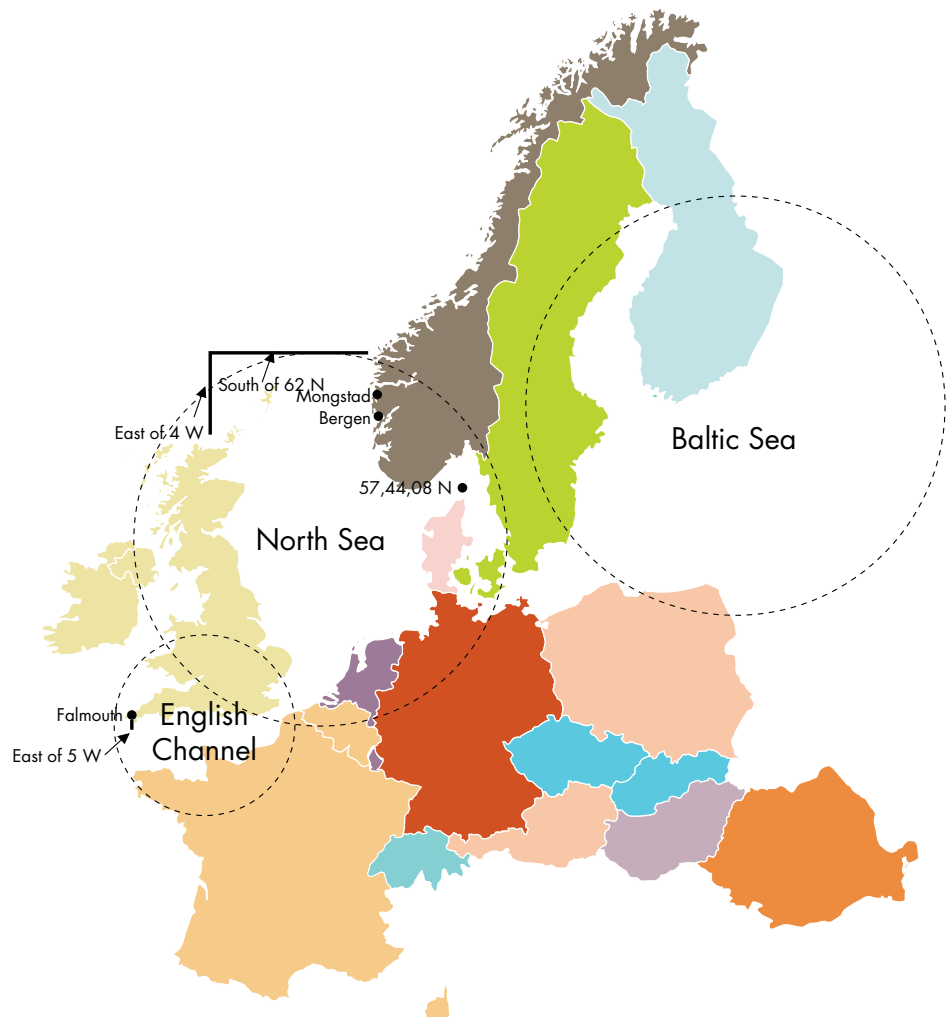 South of 62 N
Mongstad
Bergen
East of 4 W
Baltic Sea
57,44,08 N
North Sea
Falmouth
English
Channel
East of 5 W